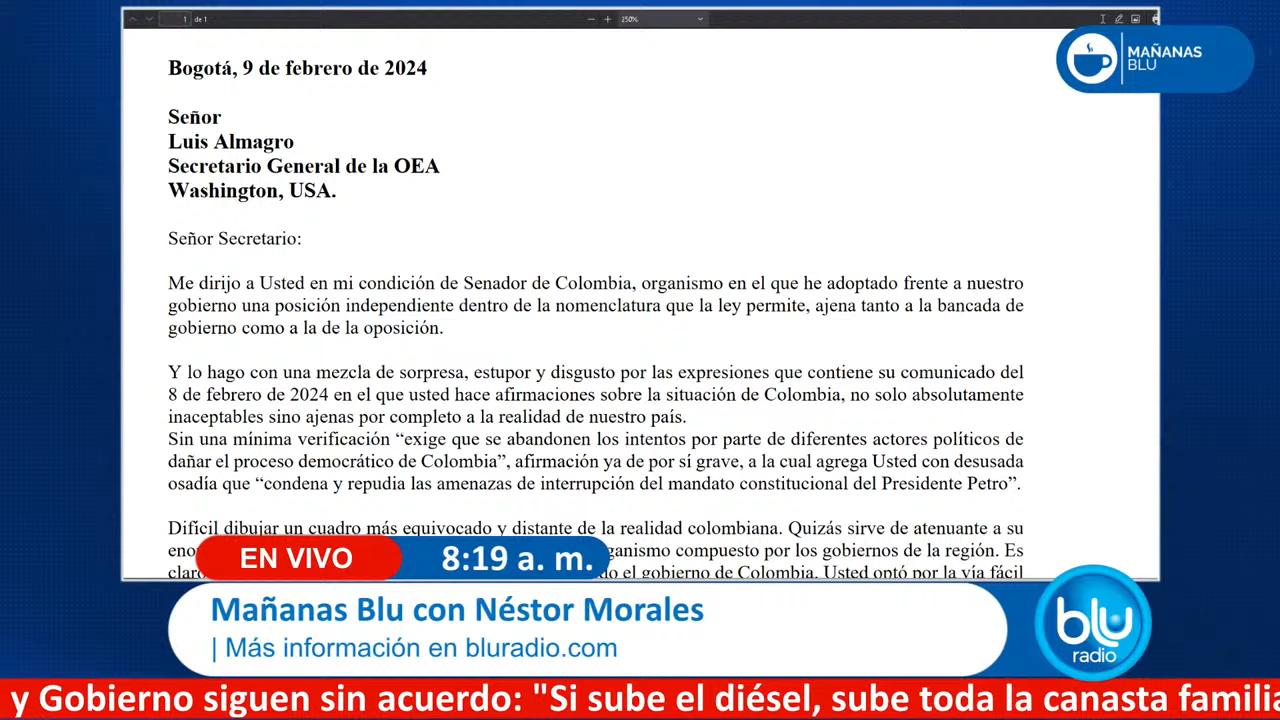 1 de 1
250%
MAÑANAS
BLU
Bogotá, 9 de febrero de 2024
Señor
Luis Almagro
Secretario General de la OEA
Washington, USA.
Señor Secretario:
Me dirijo a Usted en mi condición de Senador de Colombia, organismo en el que he adoptado frente a nuestro
gobierno una posición independiente dentro de la nomenclatura que la ley permite, ajena tanto a la bancada de
gobierno como a la de la oposición.
Y lo hago con una mezcla de sorpresa, estupor y disgusto por las expresiones que contiene su comunicado del
8 de febrero de 2024 en el que usted hace afirmaciones sobre la situación de Colombia, no solo absolutamente
inaceptables sino ajenas por completo a la realidad de nuestro país.
Sin una mínima verificación “exige que se abandonen los intentos por parte de diferentes actores políticos de
dañar el proceso democrático de Colombia”, afirmación ya de por sí grave, a la cual agrega Usted con desusada
osadía que “condena y repudia las amenazas de interrupción del mandato constitucional del Presidente Petro”.
Difícil dibujar un cuadro más equivocado y distante de la realidad colombiana. Quizás sirve de atenuante a su
compuesto por los gobiernos de la región. Es
el gobierno de Colombia. Usted optó por la vía fácil
EN VIVO
8:19 a. m.
Mañanas Blu con Néstor Morales
| Más información en bluradio.com
blu
radio
y Gobierno siguen sin acuerdo: "Si sube el diésel, sube toda la canasta